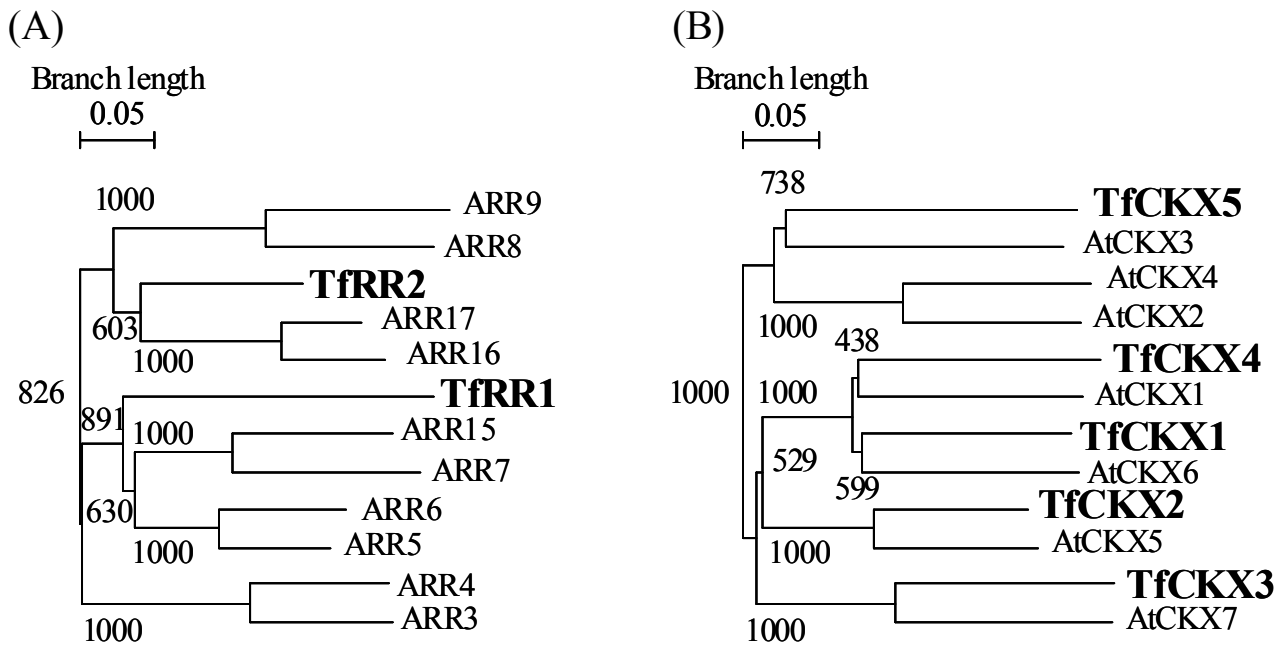 (A)
Branch length
0.05
1000
ARR9
ARR8
TfRR2
603
ARR17
1000
ARR16
826
TfRR1
891
1000
ARR15
ARR7
630
ARR6
1000
ARR5
ARR4
ARR3
1000
(B)
Branch length
0.05
738
TfCKX5
AtCKX3
AtCKX4
1000
AtCKX2
438
TfCKX4
1000
1000
AtCKX1
TfCKX1
529
AtCKX6
599
TfCKX2
1000
AtCKX5
TfCKX3
AtCKX7
1000